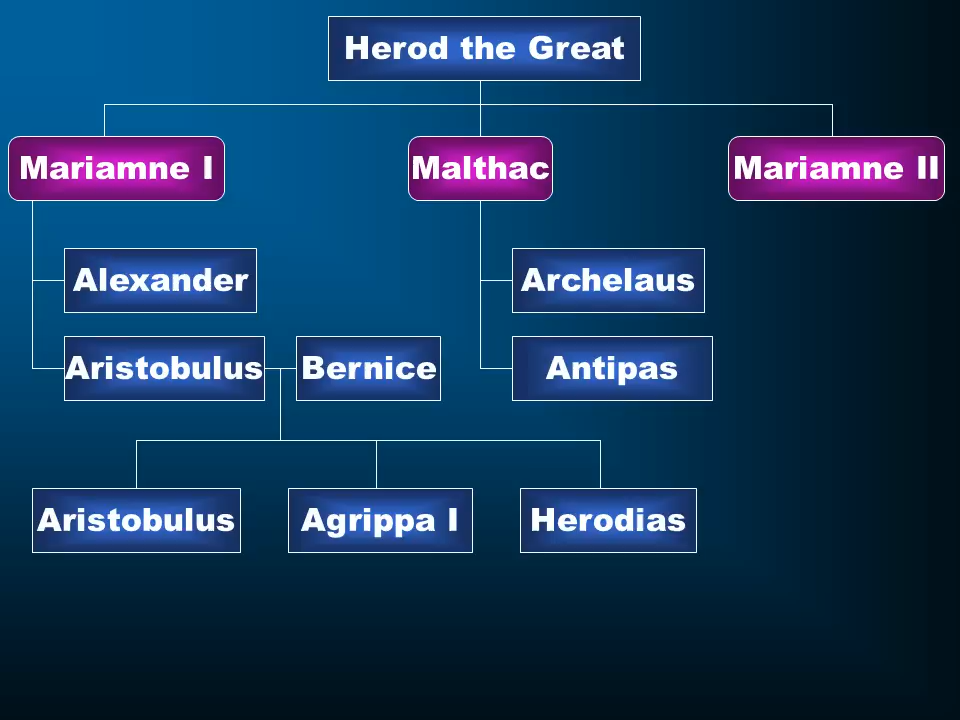 Herod the Great
Mariamne I
Malthac
Mariamne II
Alexander
Archelaus
Aristobulus
Bernice
Antipas
Aristobulus
Agrippa I
Herodias